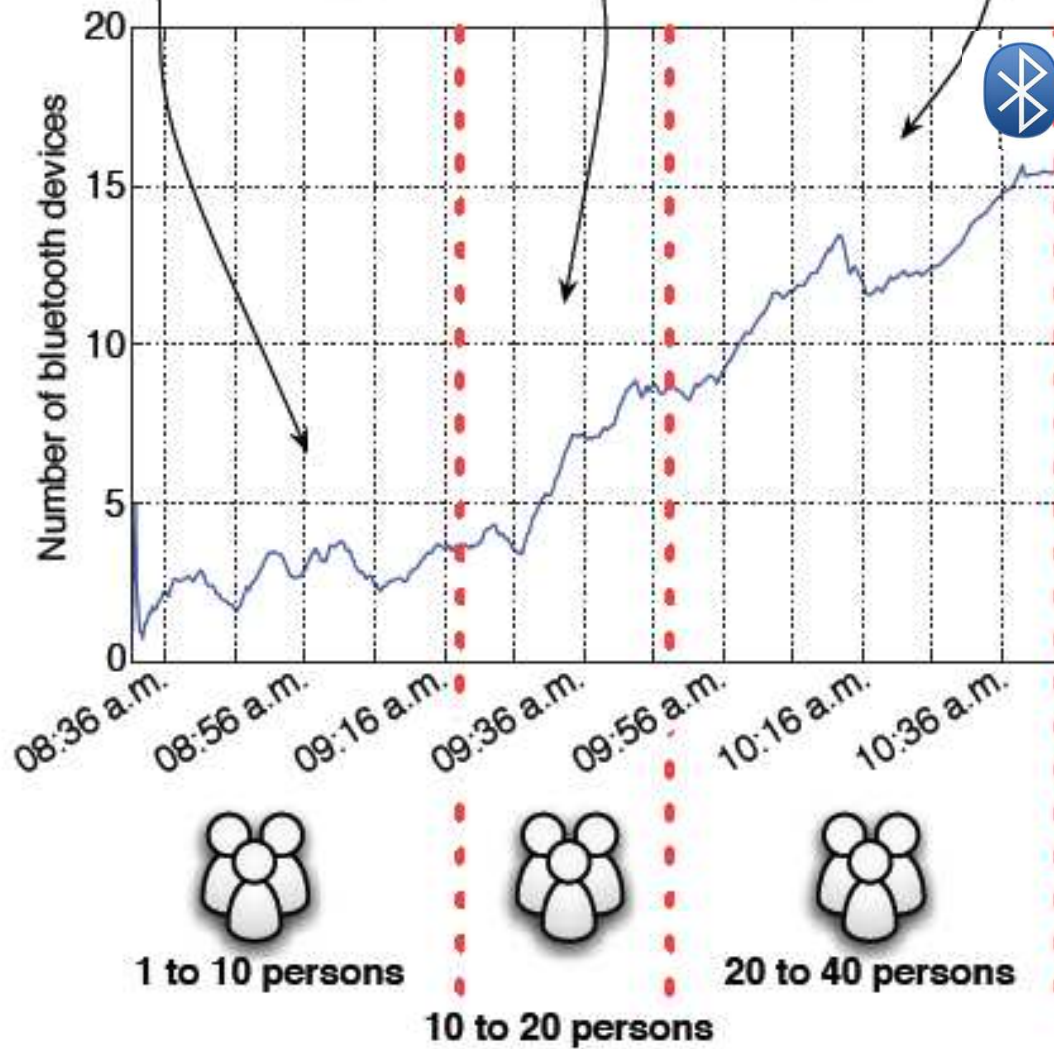 20
15
10
5
0
Number of bluetooth devices
08:36 a.m.
08:56 a.m.
09:16 a.m.
09:36 a.m.
09:56 a.m.
10:16 a.m.
10:36 a.m.
1 to 10 persons
20 to 40 persons
10 to 20 persons